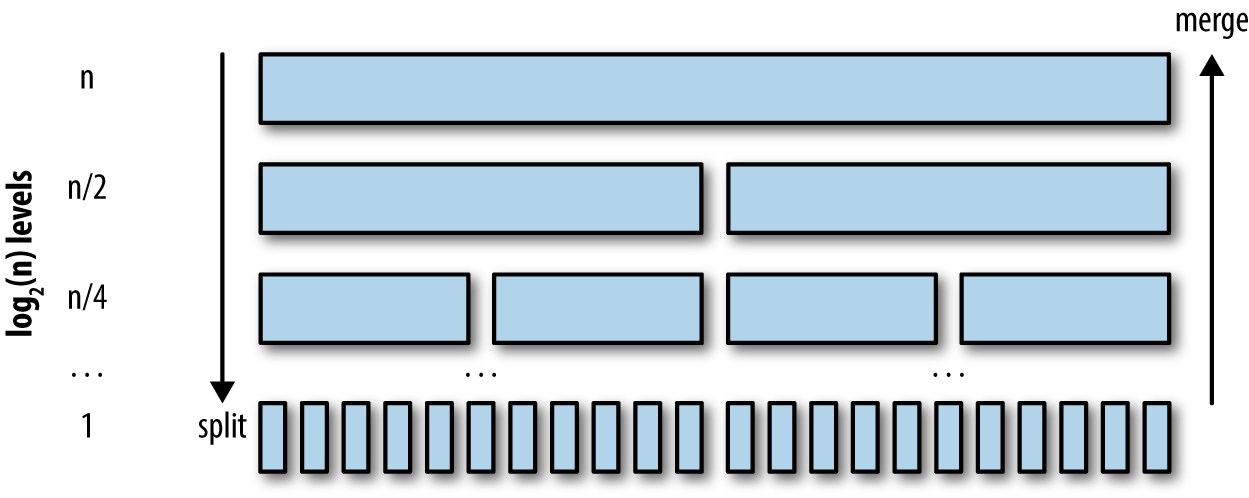 merge
n
n/2
log2(n) levels
n/4
... ... ...
1
split